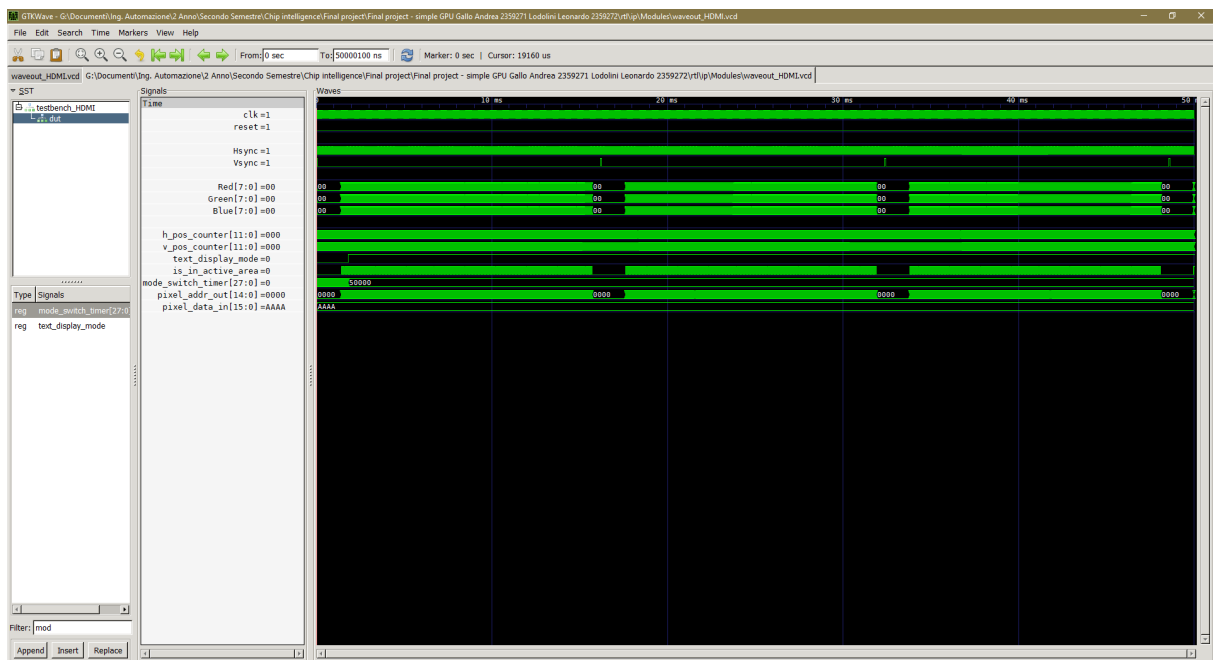 GTKWave - G:\Documenti\Ing. Automazione\2 Anno\Secondo Semestre\Chip intelligence\Final project\Final project - simple GPU Gallo Andrea 2359271 Lodolini Leonardo 2359272\rtl\ip\Modules\waveout_HDMI.vcd
File Edit Search Time Markers View Help
From: 0 sec To: 50000100 ns Marker: 0 sec | Cursor: 19160 us
waveout_HDMI.vcd G:\Documenti\Ing. Automazione\2 Anno\Secondo Semestre\Chip intelligence\Final project\Final project - simple GPU Gallo Andrea 2359271 Lodolini Leonardo 2359272\rtl\ip\Modules\waveout_HDMI.vcd
SST
testbench_HDMI
dut
Type Signals
reg mode_switch_timer[27:0
reg text_display_mode
Filter: mod
Append Insert Replace
Signals
Time
clk=1
reset=1
Hsync=1
Vsync=1
Red[7:0]=00
Green[7:0]=00
Blue[7:0]=00
h_pos_counter[11:0]=000
v_pos_counter[11:0]=000
text_display_mode=0
is_in_active_area=0
mode_switch_timer[27:0]=0
pixel_addr_out[14:0]=0000
pixel_data_in[15:0]=AAAA
Waves
10 ms 20 ms 30 ms 40 ms 50
00 00 00 00
00 00 00 00
00 00 00 00
50000
0000 0000 0000 0000
AAAA